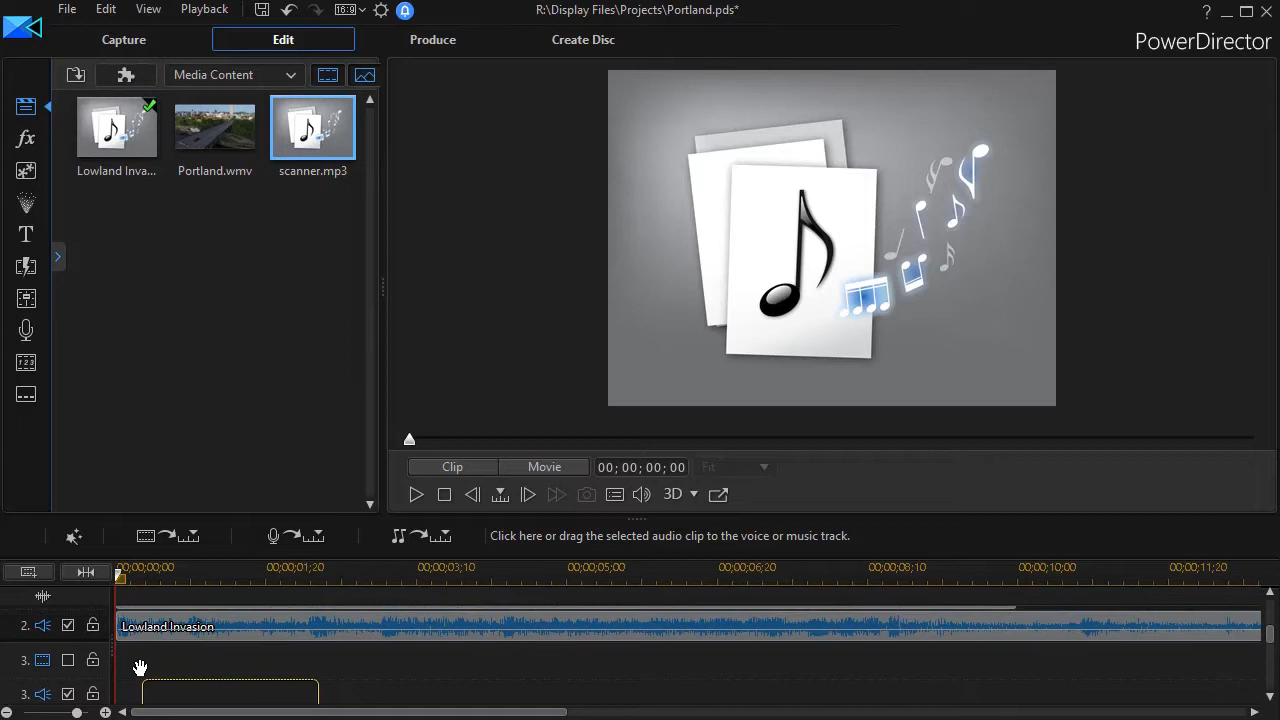 File Edit View Playback 16:9 R:\Display Files\Projects\Portland.pds* ?
Capture Edit Produce Create Disc PowerDirector
Media Content
Lowland Inva... Portland.wmv scanner.mp3
fx
T
Clip Movie 00; 00; 00; 00 Fit
3D
Click here or drag the selected audio clip to the voice or music track.
00;00;00;00 00;00;01;20 00;00;03;10 00;00;05;00 00;00;06;20 00;00;08;10 00;00;10;00 00;00;11;20
2. Lowland Invasion
3.
3.